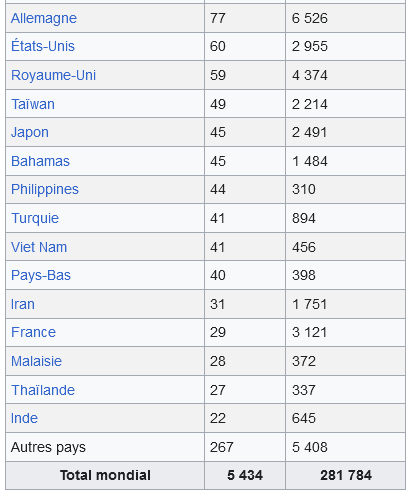 Allemagne 77 6 526
États-Unis 60 2 955
Royaume-Uni 59 4 374
Taïwan 49 2 214
Japon 45 2 491
Bahamas 45 1 484
Philippines 44 310
Turquie 41 894
Viet Nam 41 456
Pays-Bas 40 398
Iran 31 1 751
France 29 3 121
Malaisie 28 372
Thaïlande 27 337
Inde 22 645
Autres pays 267 5 408
Total mondial 5 434 281 784